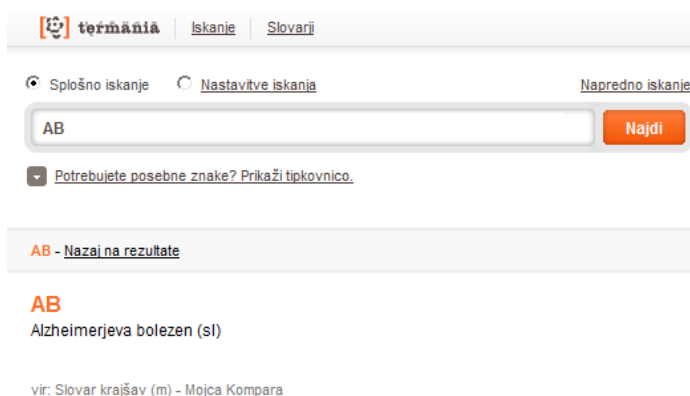 termania Iskanje Slovarji
Splošno iskanje Nastavitve iskanja Napredno iskanje
AB Najdi
Potrebujete posebne znake? Prikaži tipkovnico.
AB - Nazaj na rezultate
AB
Alzheimerjeva bolezen (sl)
vir: Slovar krajšav (m) - Mojca Kompara